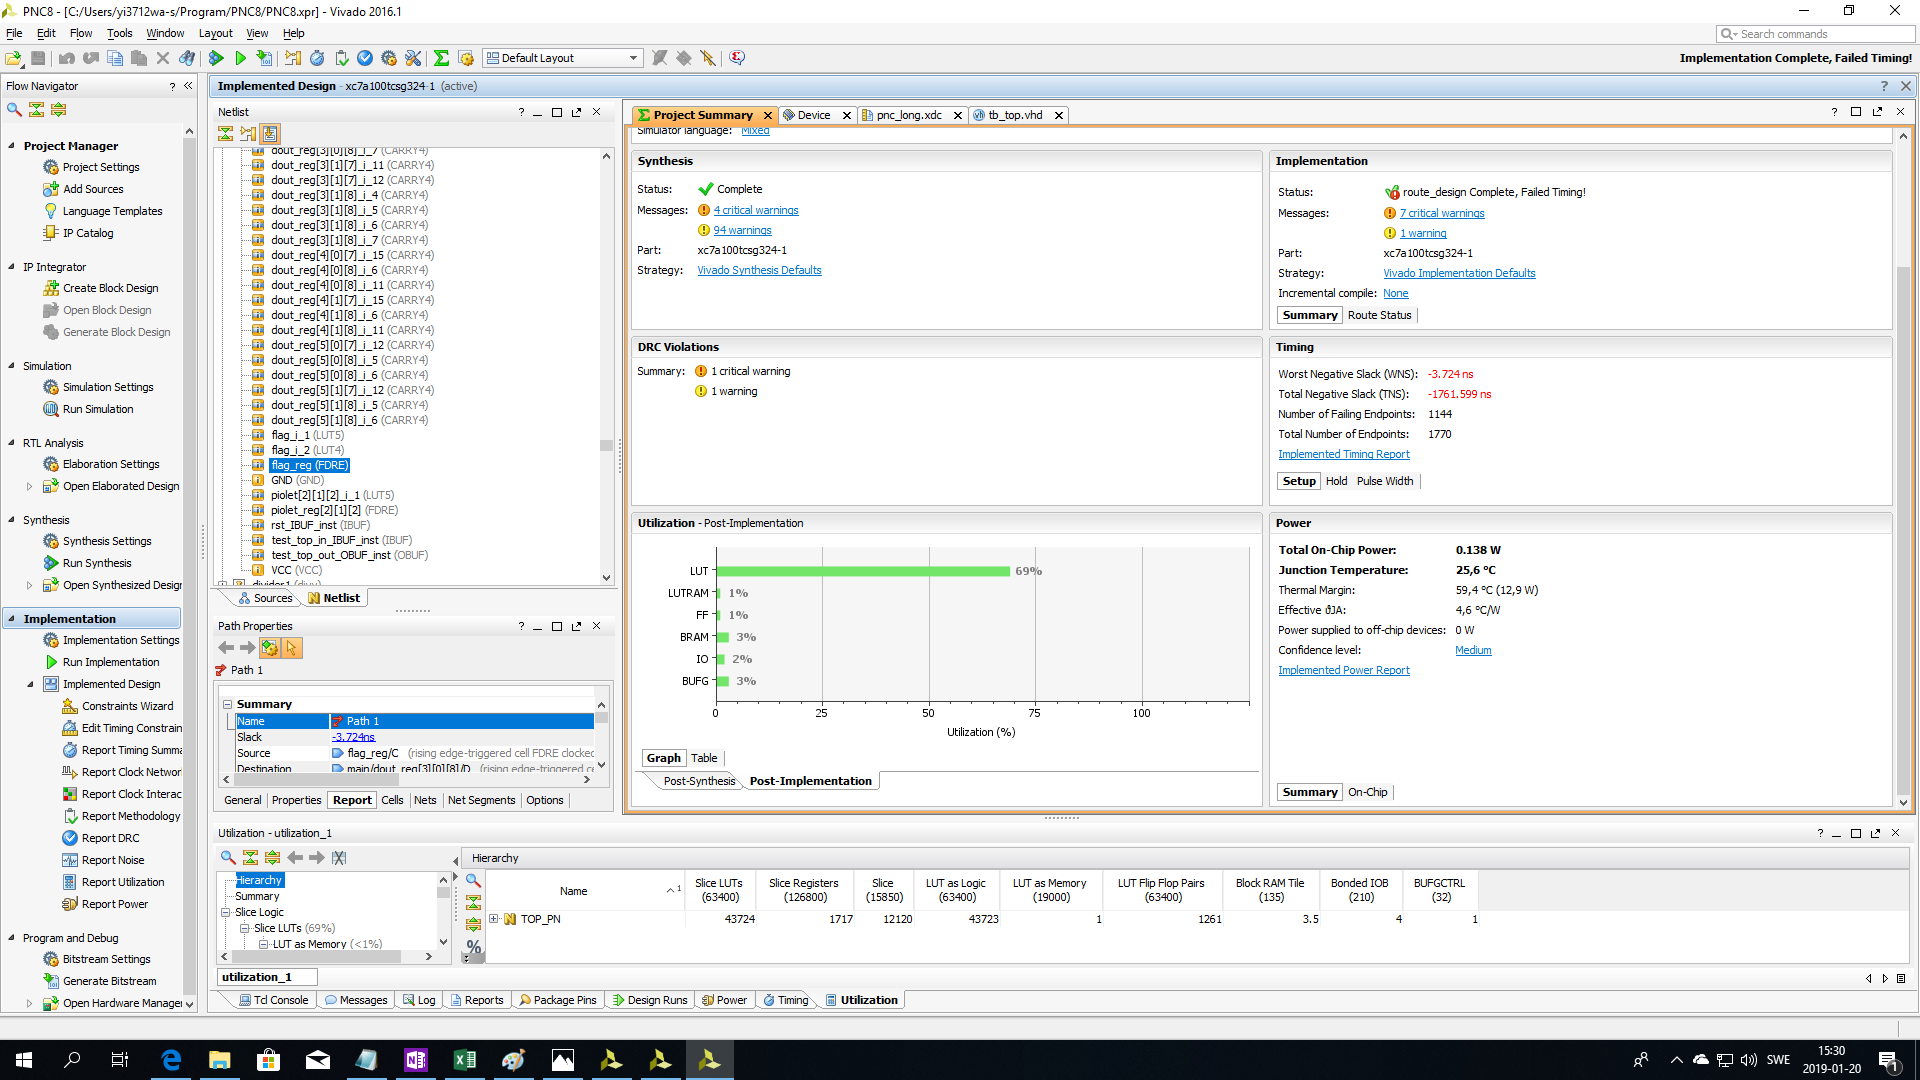 PNC8 - [C:/Users/yi3712wa-s/Program/PNC8/PNC8.xpr] - Vivado 2016.1
File Edit Flow Tools Window Layout View Help
Search commands
Default Layout
Implementation Complete, Failed Timing!
Flow Navigator
Project Manager
Project Settings
Add Sources
Language Templates
IP Catalog
IP Integrator
Create Block Design
Open Block Design
Generate Block Design
Simulation
Simulation Settings
Run Simulation
RTL Analysis
Elaboration Settings
Open Elaborated Design
Synthesis
Synthesis Settings
Run Synthesis
Open Synthesized Design
Implementation
Implementation Settings
Run Implementation
Implemented Design
Constraints Wizard
Edit Timing Constrain
Report Timing Summa
Report Clock Networ
Report Clock Interac
Report Methodology
Report DRC
Report Noise
Report Utilization
Report Power
Program and Debug
Bitstream Settings
Generate Bitstream
Open Hardware Manager
Implemented Design - xc7a100tcsg324-1 (active)
Netlist
dout_reg[3][0][8]_i_7 (CARRY4)
dout_reg[3][1][7]_i_11 (CARRY4)
dout_reg[3][1][7]_i_12 (CARRY4)
dout_reg[3][1][8]_i_4 (CARRY4)
dout_reg[3][1][8]_i_5 (CARRY4)
dout_reg[3][1][8]_i_6 (CARRY4)
dout_reg[3][1][8]_i_7 (CARRY4)
dout_reg[4][0][7]_i_15 (CARRY4)
dout_reg[4][0][8]_i_6 (CARRY4)
dout_reg[4][0][8]_i_11 (CARRY4)
dout_reg[4][1][7]_i_15 (CARRY4)
dout_reg[4][1][8]_i_6 (CARRY4)
dout_reg[4][1][8]_i_11 (CARRY4)
dout_reg[5][0][7]_i_12 (CARRY4)
dout_reg[5][0][8]_i_5 (CARRY4)
dout_reg[5][0][8]_i_6 (CARRY4)
dout_reg[5][1][7]_i_12 (CARRY4)
dout_reg[5][1][8]_i_5 (CARRY4)
dout_reg[5][1][8]_i_6 (CARRY4)
flag_i_1 (LUT5)
flag_i_2 (LUT4)
flag_reg (FDRE)
GND (GND)
piolet[2][1][2]_i_1 (LUT5)
piolet_reg[2][1][2] (FDRE)
rst_IBUF_inst (IBUF)
test_top_in_IBUF_inst (IBUF)
test_top_out_OBUF_inst (OBUF)
VCC (VCC)
divider1 (divv)
Sources Netlist
Path Properties
Path 1
Summary
Name Path 1
Slack -3.724ns
Source flag_reg/C (rising edge-triggered cell FDRE clocked
Destination main/dout_reg[3][0][8]/D (rising edge-triggered ce
General Properties Report Cells Nets Net Segments Options
Project Summary Device pnc_long.xdc tb_top.vhd
Simulator language: Mixed
Synthesis
Status: Complete
Messages: 4 critical warnings
94 warnings
Part: xc7a100tcsg324-1
Strategy: Vivado Synthesis Defaults
Implementation
Status: route_design Complete, Failed Timing!
Messages: 7 critical warnings
1 warning
Part: xc7a100tcsg324-1
Strategy: Vivado Implementation Defaults
Incremental compile: None
Summary Route Status
DRC Violations
Summary: 1 critical warning
1 warning
Timing
Worst Negative Slack (WNS): -3.724 ns
Total Negative Slack (TNS): -1761.599 ns
Number of Failing Endpoints: 1144
Total Number of Endpoints: 1770
Implemented Timing Report
Setup Hold Pulse Width
Utilization - Post-Implementation
LUT 69%
LUTRAM 1%
FF 1%
BRAM 3%
IO 2%
BUFG 3%
0 25 50 75 100
Utilization (%)
Graph Table
Post-Synthesis Post-Implementation
Power
Total On-Chip Power: 0.138 W
Junction Temperature: 25,6 °C
Thermal Margin: 59,4 °C (12,9 W)
Effective ϑJA: 4,6 °C/W
Power supplied to off-chip devices: 0 W
Confidence level: Medium
Implemented Power Report
Summary On-Chip
Utilization - utilization_1
Hierarchy
Summary
Slice Logic
Slice LUTs (69%)
LUT as Memory (<1%)
Hierarchy
Name Slice LUTs (63400) Slice Registers (126800) Slice (15850) LUT as Logic (63400) LUT as Memory (19000) LUT Flip Flop Pairs (63400) Block RAM Tile (135) Bonded IOB (210) BUFGCTRL (32)
TOP_PN 43724 1717 12120 43723 1 1261 3.5 4 1
utilization_1
Tcl Console Messages Log Reports Package Pins Design Runs Power Timing Utilization
SWE
15:30
2019-01-20